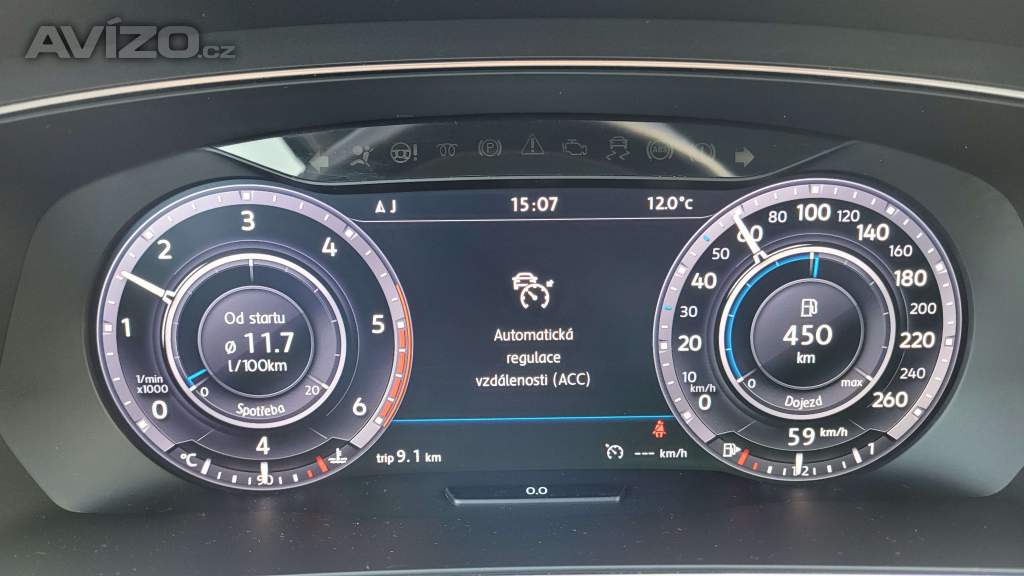 AVÍZO.cz
J 15:07 12.0°c
Od startu
ø 11.7
l/100km
0 20
Spotřeba
0 1 2 3 4 5 6
1/min
x1000
4
°C 90
Automatická
regulace
vzdálenosti (ACC)
trip 9.1 km
--- km/h
0.0
0 10 20 30 40 50 60 80 100 120 140 160 180 200 220 240 260
km/h
450
km
0 max
Dojezd
59 km/h
1/2 1